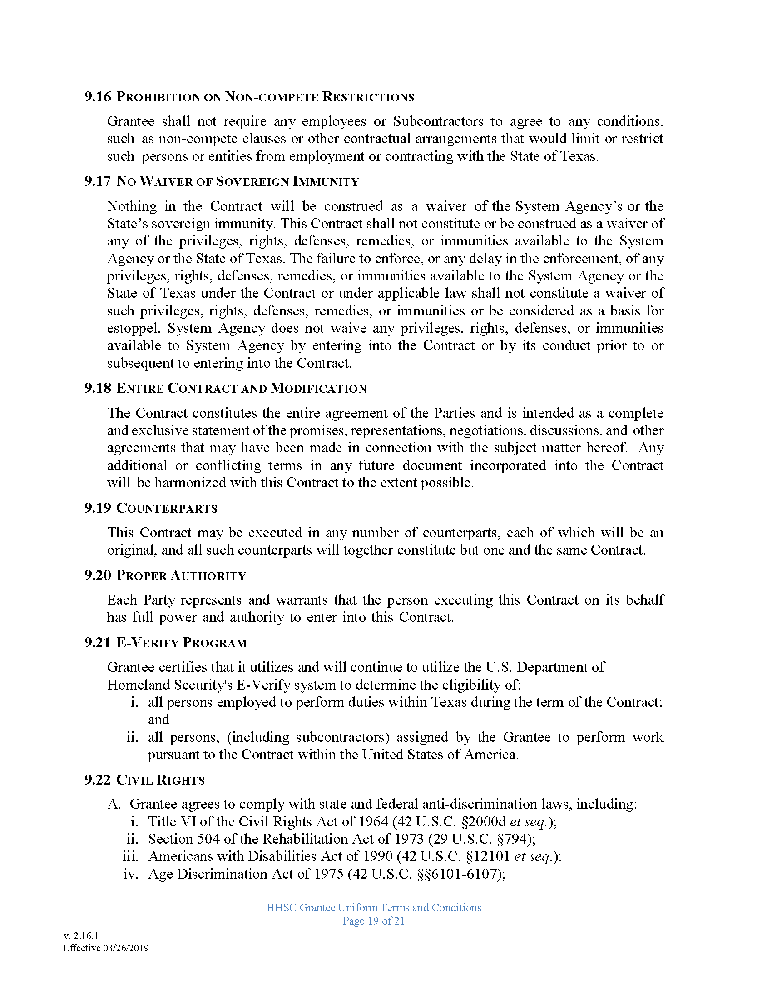 9.16 PROHIBITION ON NON-COMPETE RESTRICTIONS
Grantee shall not require any employees or Subcontractors to agree to any conditions,
such as non-compete clauses or other contractual arrangements that would limit or restrict
such persons or entities from employment or contracting with the State of Texas.
9.17 NO WAIVER OF SOVEREIGN IMMUNITY
Nothing in the Contract will be construed as a waiver of the System Agency’s or the
State’s sovereign immunity. This Contract shall not constitute or be construed as a waiver of
any of the privileges, rights, defenses, remedies, or immunities available to the System
Agency or the State of Texas. The failure to enforce, or any delay in the enforcement, of any
privileges, rights, defenses, remedies, or immunities available to the System Agency or the
State of Texas under the Contract or under applicable law shall not constitute a waiver of
such privileges, rights, defenses, remedies, or immunities or be considered as a basis for
estoppel. System Agency does not waive any privileges, rights, defenses, or immunities
available to System Agency by entering into the Contract or by its conduct prior to or
subsequent to entering into the Contract.
9.18 ENTIRE CONTRACT AND MODIFICATION
The Contract constitutes the entire agreement of the Parties and is intended as a complete
and exclusive statement of the promises, representations, negotiations, discussions, and other
agreements that may have been made in connection with the subject matter hereof. Any
additional or conflicting terms in any future document incorporated into the Contract
will be harmonized with this Contract to the extent possible.
9.19 COUNTERPARTS
This Contract may be executed in any number of counterparts, each of which will be an
original, and all such counterparts will together constitute but one and the same Contract.
9.20 PROPER AUTHORITY
Each Party represents and warrants that the person executing this Contract on its behalf
has full power and authority to enter into this Contract.
9.21 E-VERIFY PROGRAM
Grantee certifies that it utilizes and will continue to utilize the U.S. Department of
Homeland Security's E-Verify system to determine the eligibility of:
i. all persons employed to perform duties within Texas during the term of the Contract;
and
ii. all persons, (including subcontractors) assigned by the Grantee to perform work
pursuant to the Contract within the United States of America.
9.22 CIVIL RIGHTS
A. Grantee agrees to comply with state and federal anti-discrimination laws, including:
i. Title VI of the Civil Rights Act of 1964 (42 U.S.C. §2000d et seq.);
ii. Section 504 of the Rehabilitation Act of 1973 (29 U.S.C. §794);
iii. Americans with Disabilities Act of 1990 (42 U.S.C. §12101 et seq.);
iv. Age Discrimination Act of 1975 (42 U.S.C. §§6101-6107);
HHSC Grantee Uniform Terms and Conditions
Page 19 of 21
v. 2.16.1
Effective 03/26/2019